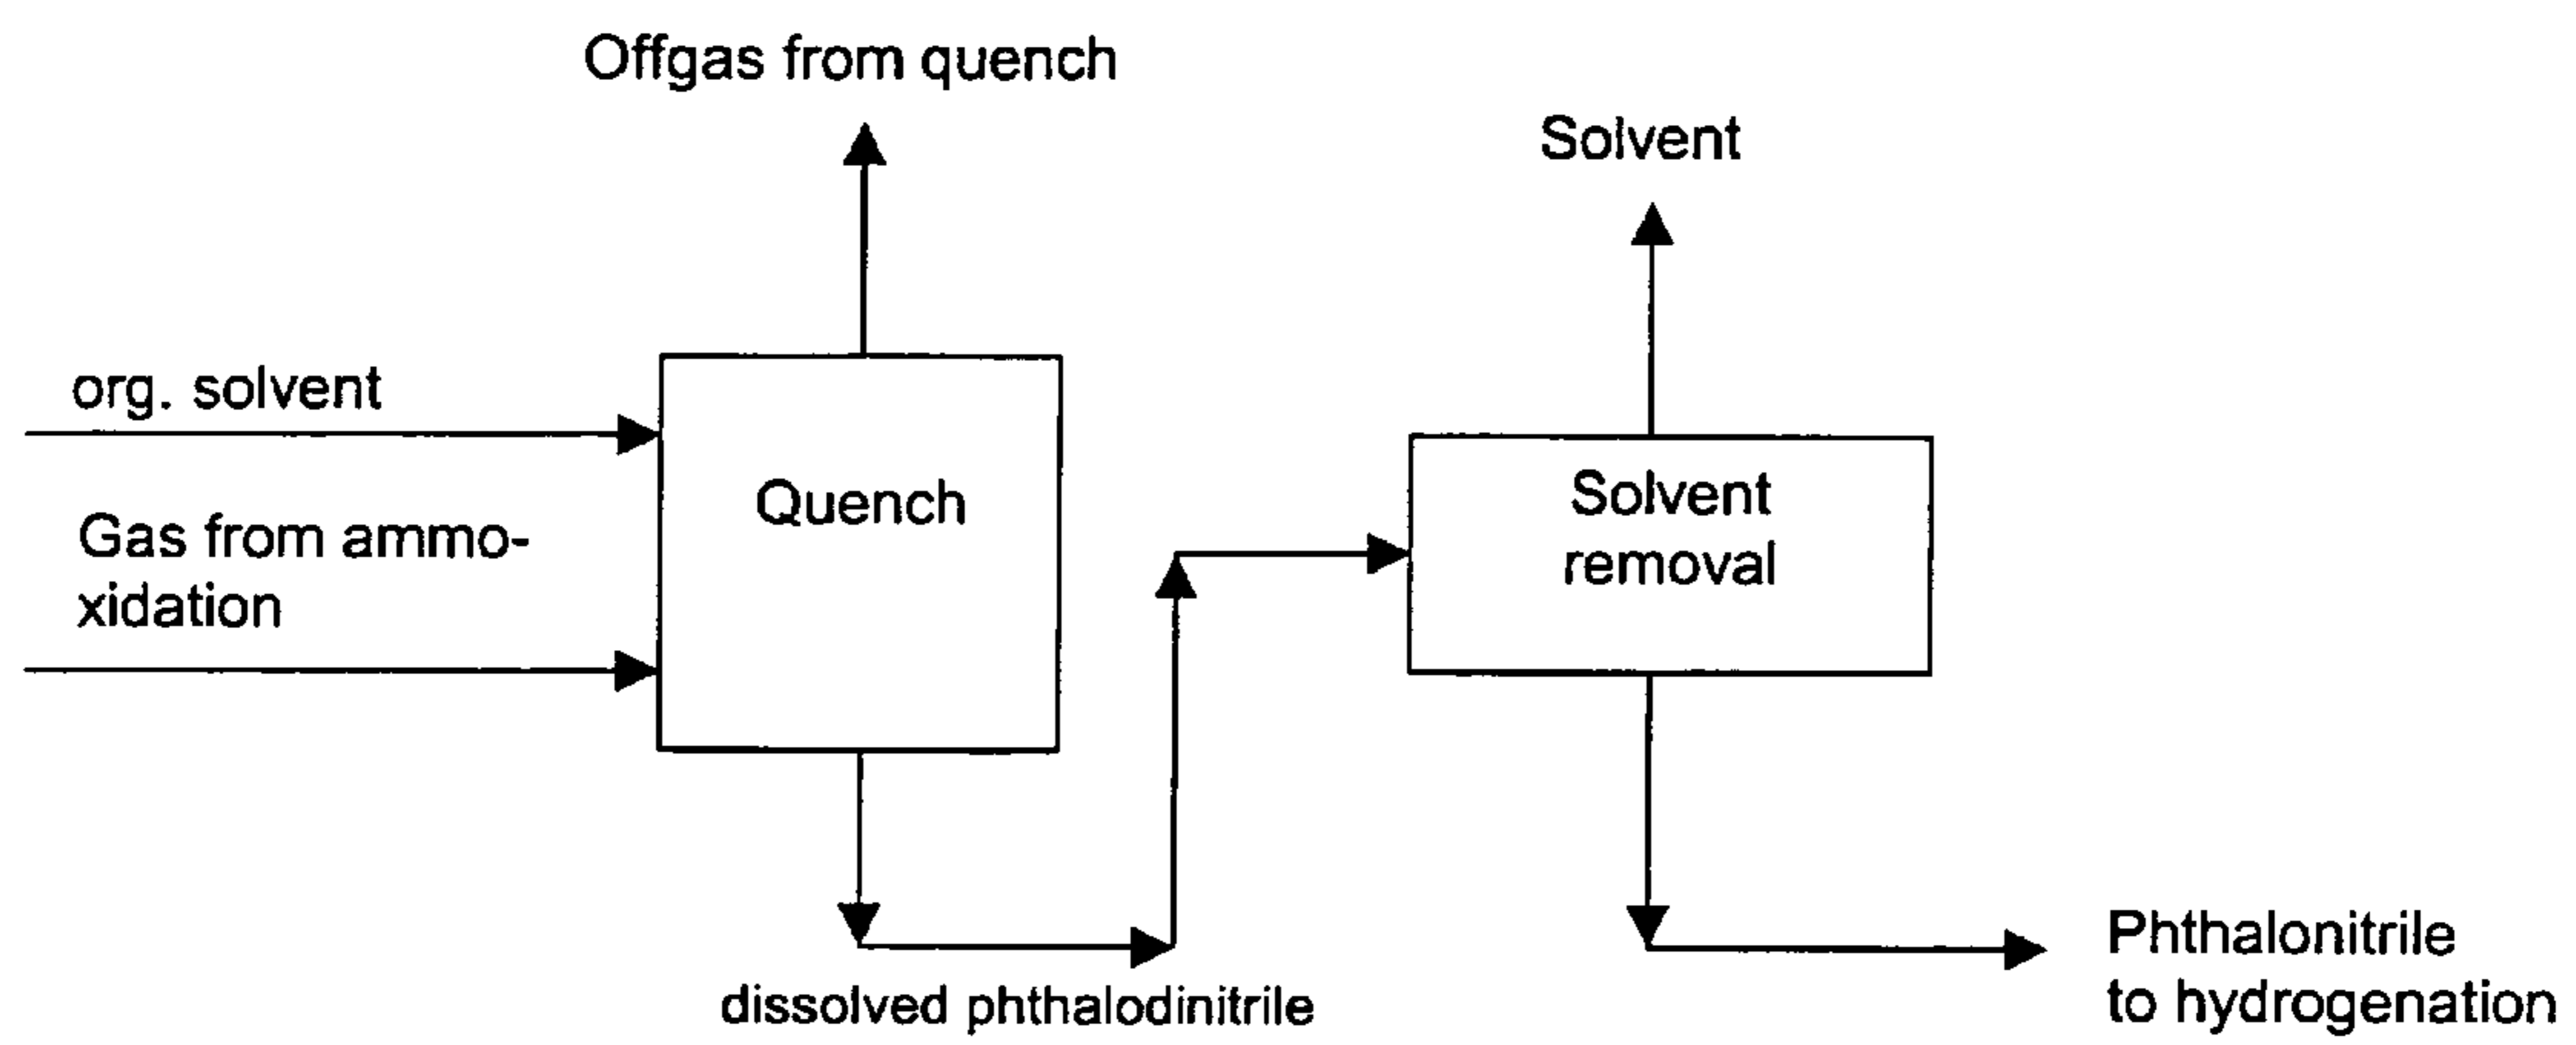 Offgas from quench
Solvent
org. solvent
Gas from ammo-
xidation
Quench
Solvent
removal
dissolved phthalodinitrile
Phthalonitrile
to hydrogenation